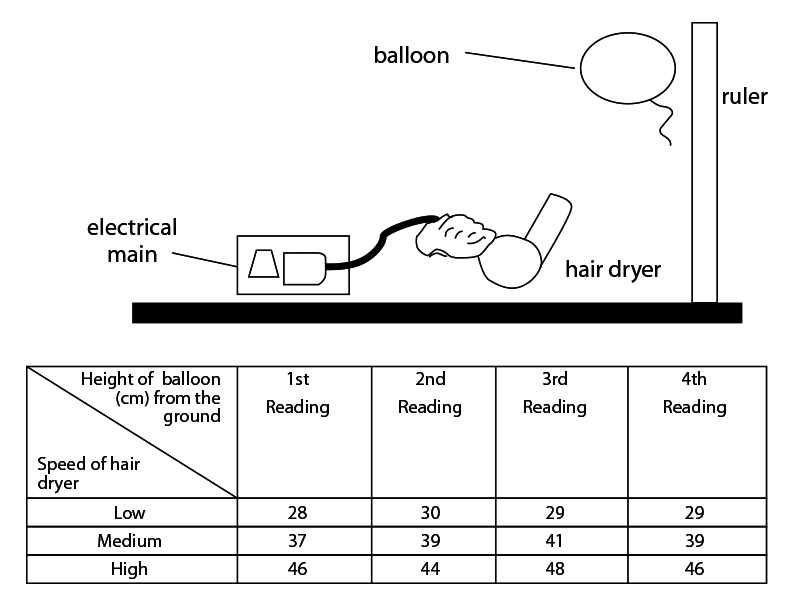 balloon
ruler
electrical
main
hair dryer
Height of balloon
(cm) from the
ground
Speed of hair
dryer
1st
Reading
2nd
Reading
3rd
Reading
4th
Reading
Low 28 30 29 29
Medium 37 39 41 39
High 46 44 48 46